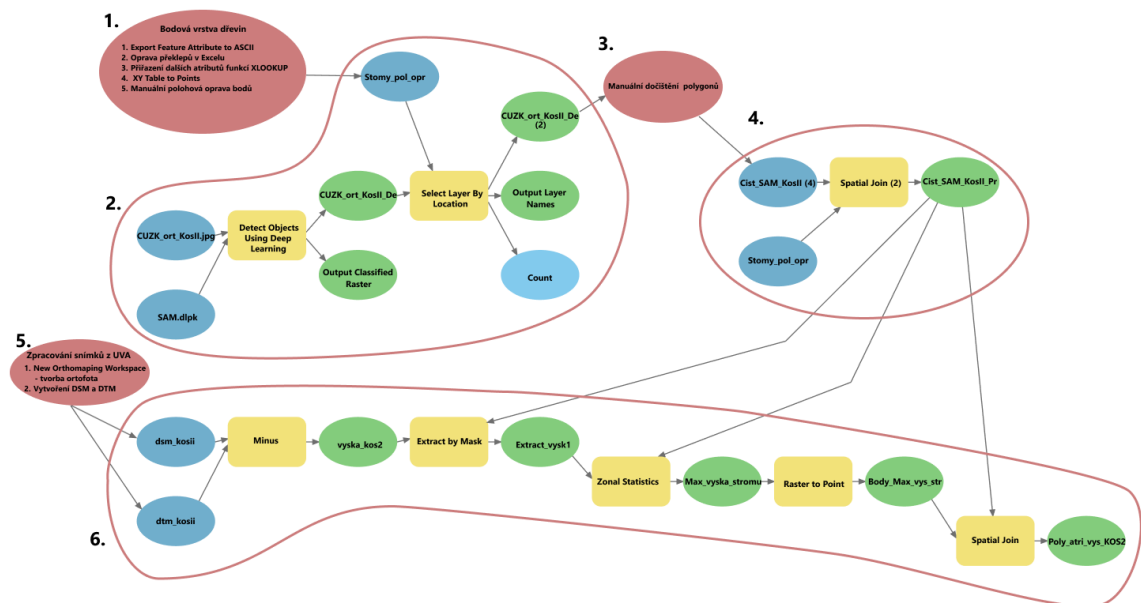 1.
Bodová vrstva dřevin
1. Export Feature Attribute to ASCII
2. Oprava překlepů v Excelu
3. Přiřazení dalších atributů funkcí XLOOKUP
4. XY Table to Points
5. Manuální polohová oprava bodů
2.
Stomy_pol_opr
CUZK_ort_KosII.jpg
SAM.dlpk
Detect Objects
Using Deep
Learning
CUZK_ort_KosII_De
Output Classified
Raster
Select Layer By
Location
CUZK_ort_KosII_De
(2)
Output Layer
Names
Count
3.
Manuální dočištění polygonů
4.
Cist_SAM_KosII (4)
Spatial Join (2)
Cist_SAM_KosII_Pr
Stomy_pol_opr
5.
Zpracování snímků z UVA
1. New Orthomaping Workspace
- tvorba ortofota
2. Vytvoření DSM a DTM
6.
dsm_kosii
dtm_kosii
Minus
vyska_kos2
Extract by Mask
Extract_vysk1
Zonal Statistics
Max_vyska_stromu
Raster to Point
Body_Max_vys_str
Spatial Join
Poly_atri_vys_KOS2